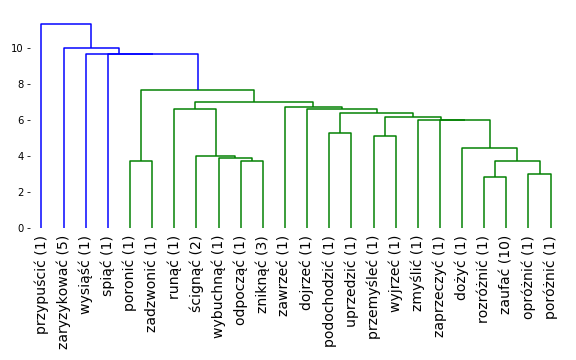 10
8
6
4
2
0
przypuścić (1)
zaryzykować (5)
wysiąść (1)
spiąć (1)
poronić (1)
zadzwonić (1)
runąć (1)
ścignąć (2)
wybuchnąć (1)
odpocząć (1)
zniknąć (3)
zawrzeć (1)
dojrzeć (1)
podochodzić (1)
uprzedzić (1)
przemyśleć (1)
wyjrzeć (1)
zmyślić (1)
zaprzeczyć (1)
dożyć (1)
rozróżnić (1)
zaufać (10)
opróżnić (1)
poróżnić (1)